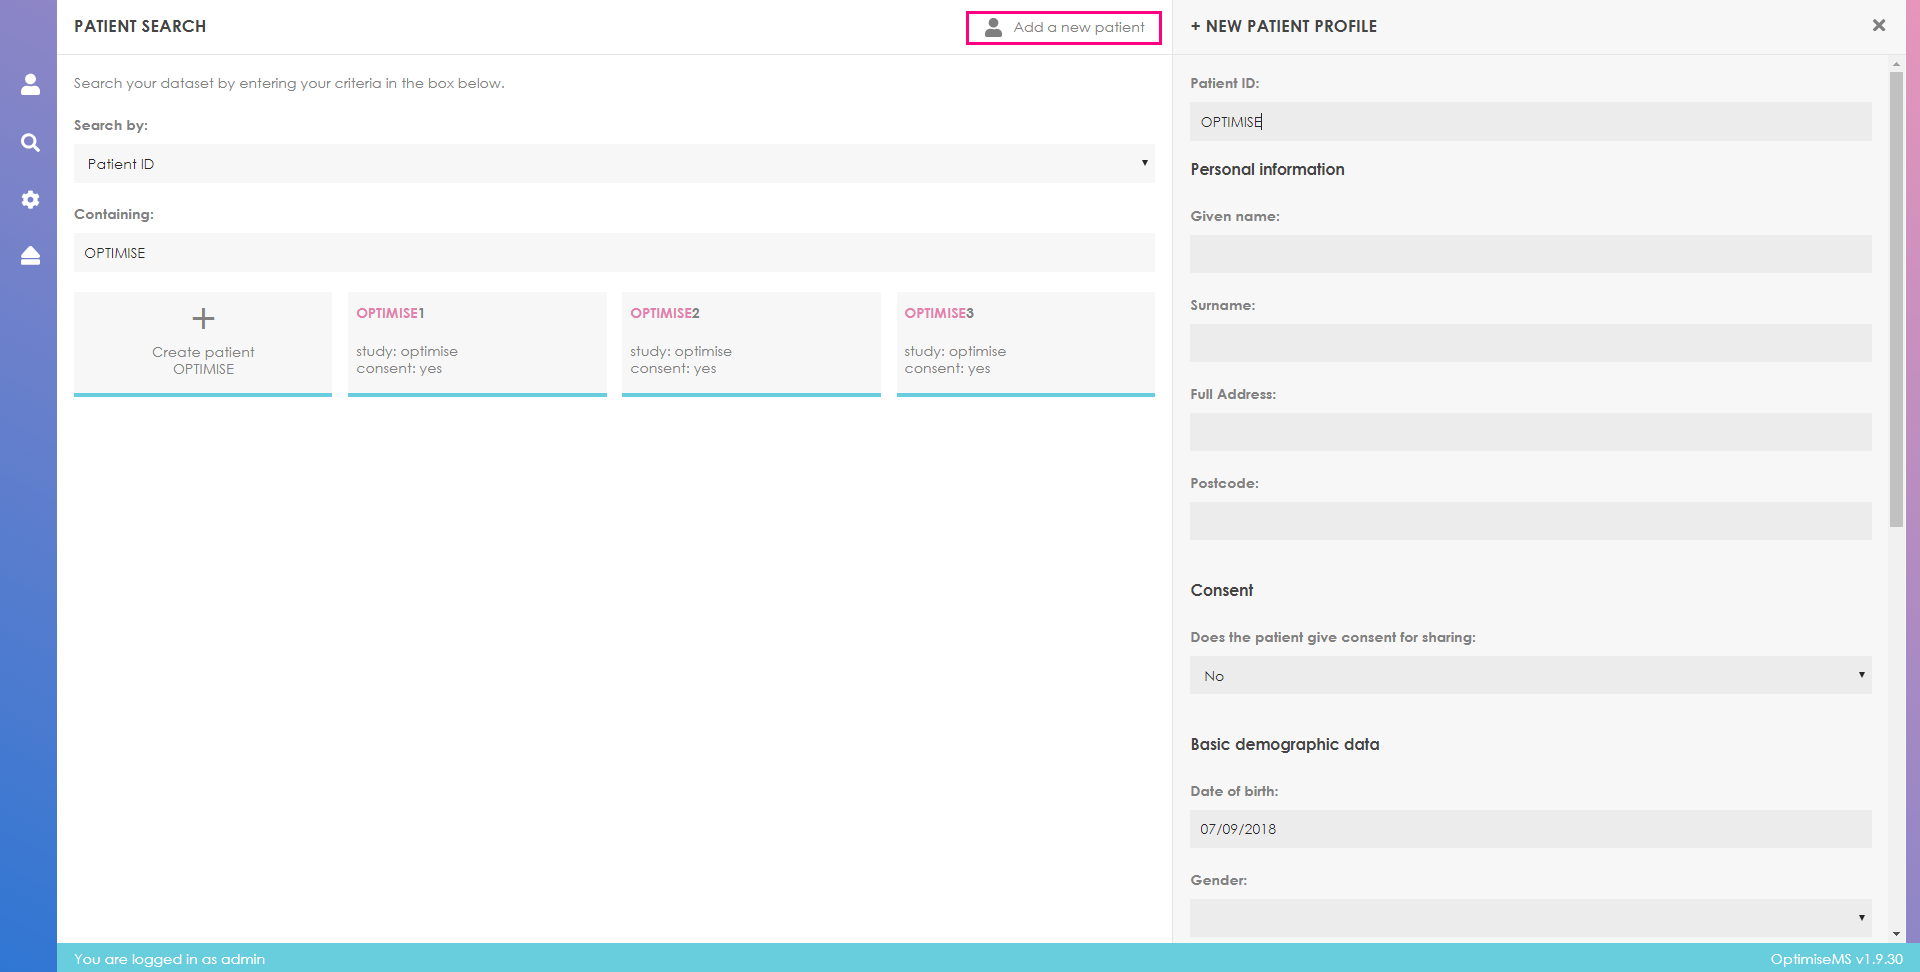 PATIENT SEARCH
Add a new patient
Search your dataset by entering your criteria in the box below.
Search by:
Patient ID
Containing:
OPTIMISE
Create patient
OPTIMISE
OPTIMISE1
study: optimise
consent: yes
OPTIMISE2
study: optimise
consent: yes
OPTIMISE3
study: optimise
consent: yes
+ NEW PATIENT PROFILE
Patient ID:
OPTIMISE
Personal information
Given name:
Surname:
Full Address:
Postcode:
Consent
Does the patient give consent for sharing:
No
Basic demographic data
Date of birth:
07/09/2018
Gender:
You are logged in as admin
OptimiseMS v1.9.30